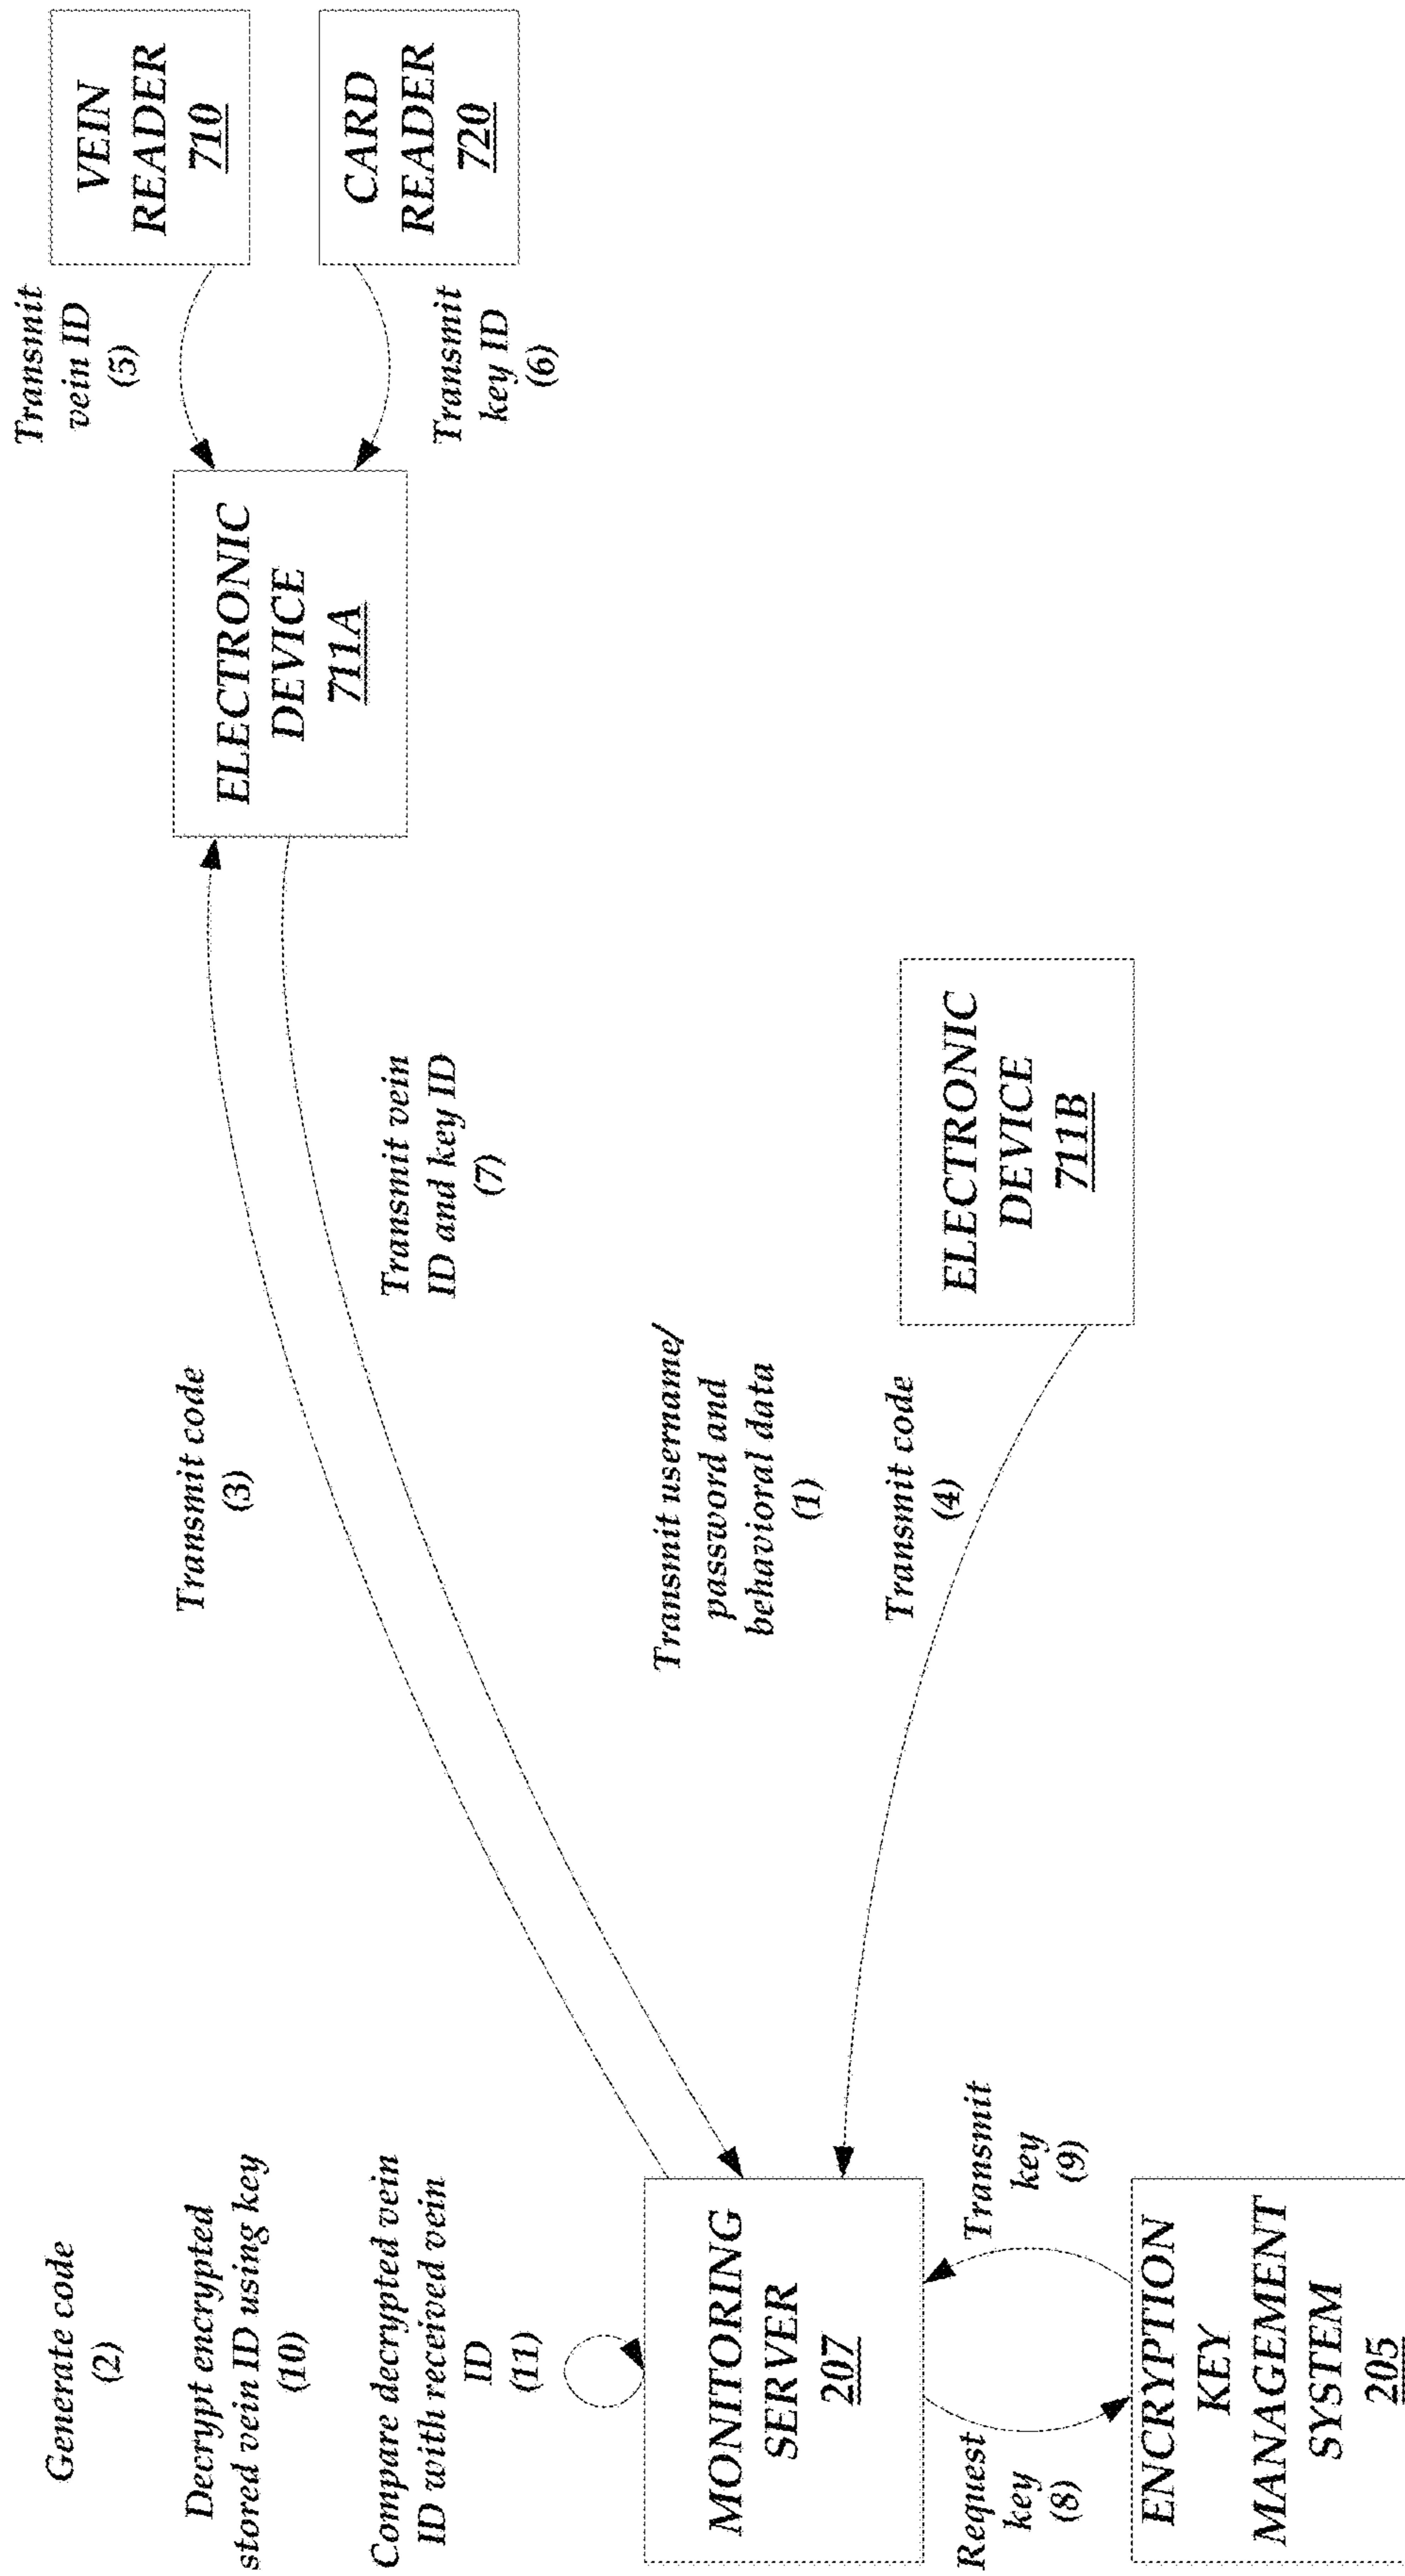 Generate code
(2)
Decrypt encrypted
stored vein ID using key
(10)
Compare decrypted vein
ID with received vein
ID
(11)
MONITORING
SERVER
207
Request
key
(8)
Transmit
key
(9)
ENCRYPTION
KEY
MANAGEMENT
SYSTEM
205
Transmit code
(3)
Transmit vein
ID and key ID
(7)
Transmit username/
password and
behavioral data
(1)
Transmit code
(4)
ELECTRONIC
DEVICE
711B
ELECTRONIC
DEVICE
711A
Transmit
vein ID
(5)
Transmit
key ID
(6)
VEIN
READER
710
CARD
READER
720